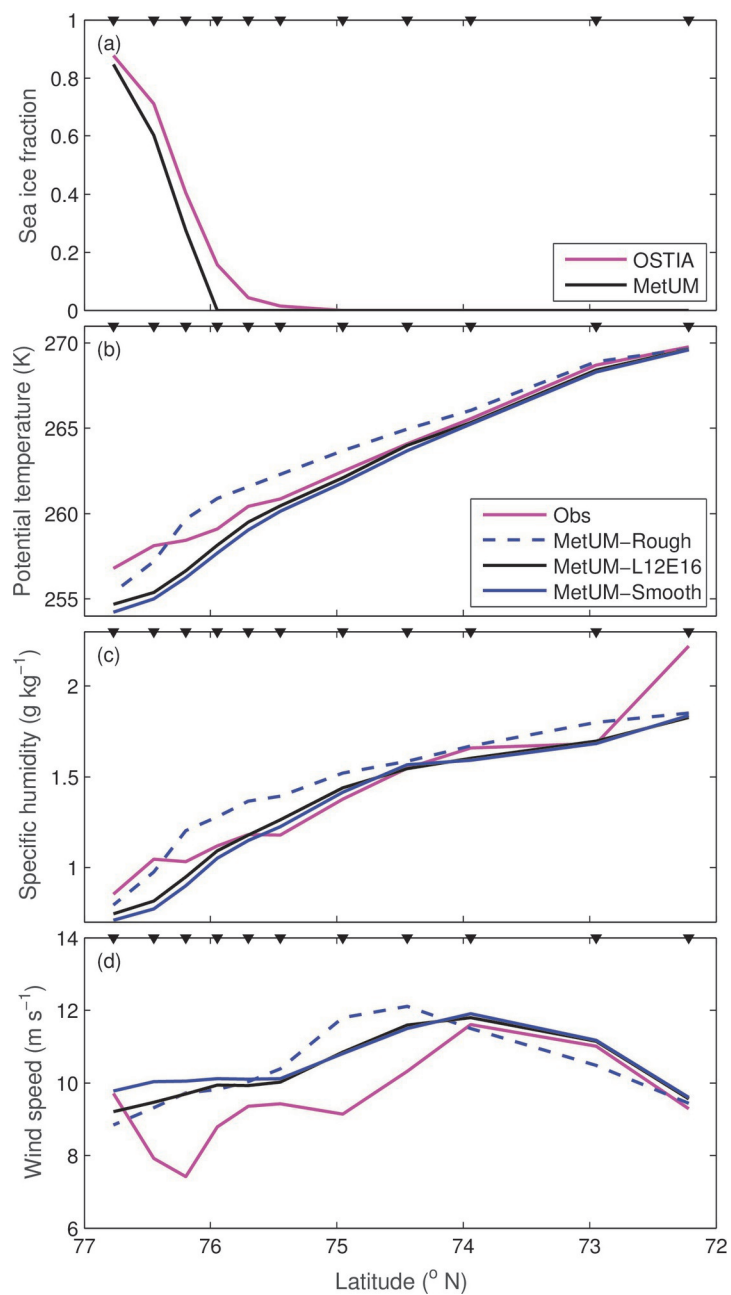 (a)
1
0.8
0.6
0.4
0.2
0
Sea ice fraction
OSTIA
MetUM
(b)
270
265
260
255
Potential temperature (K)
Obs
MetUM−Rough
MetUM−L12E16
MetUM−Smooth
(c)
2
1.5
1
Specific humidity (g kg⁻¹)
(d)
14
12
10
8
6
Wind speed (m s⁻¹)
77 76 75 74 73 72
Latitude (° N)